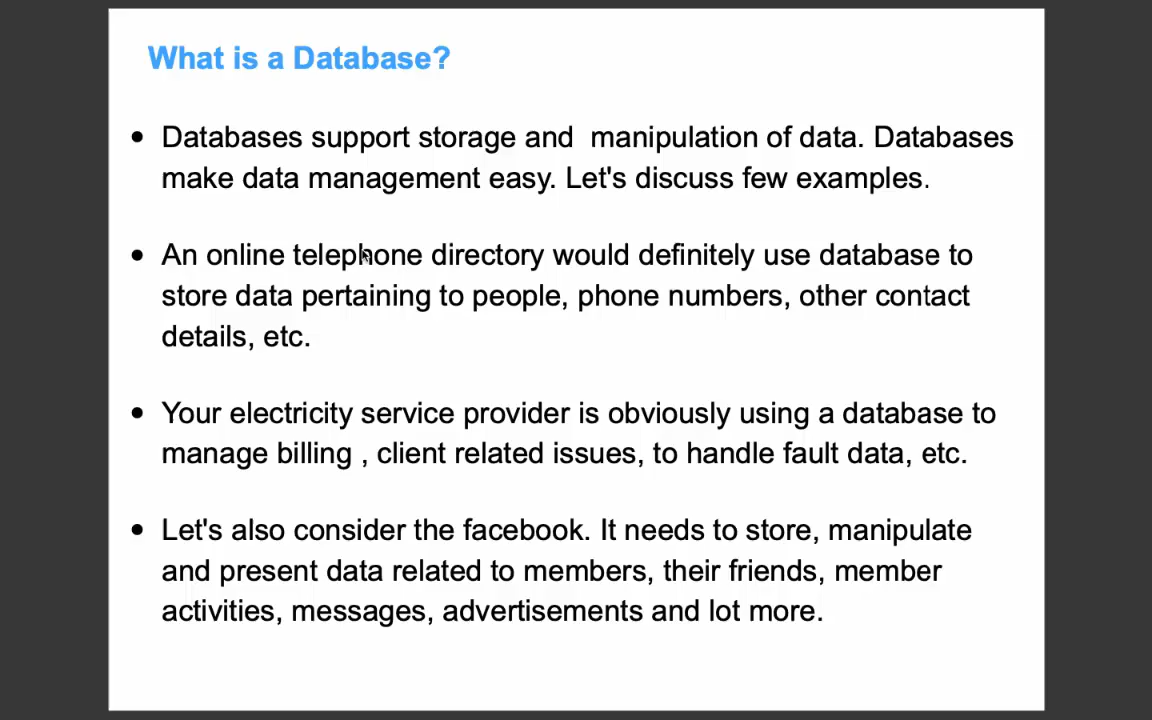 What is a Database?
• Databases support storage and  manipulation of data. Databases
make data management easy. Let's discuss few examples.
• An online telephone directory would definitely use database to
store data pertaining to people, phone numbers, other contact
details, etc.
• Your electricity service provider is obviously using a database to
manage billing , client related issues, to handle fault data, etc.
• Let's also consider the facebook. It needs to store, manipulate
and present data related to members, their friends, member
activities, messages, advertisements and lot more.